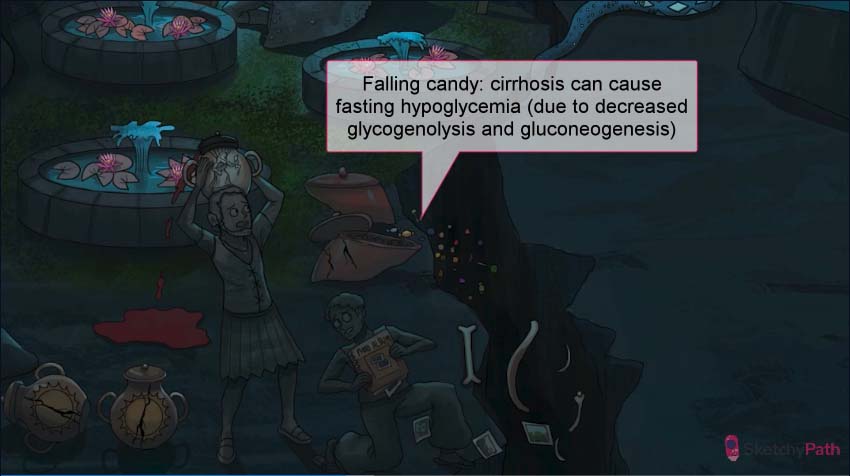 Falling candy: cirrhosis can cause
fasting hypoglycemia (due to decreased
glycogenolysis and gluconeogenesis)
SketchyPath